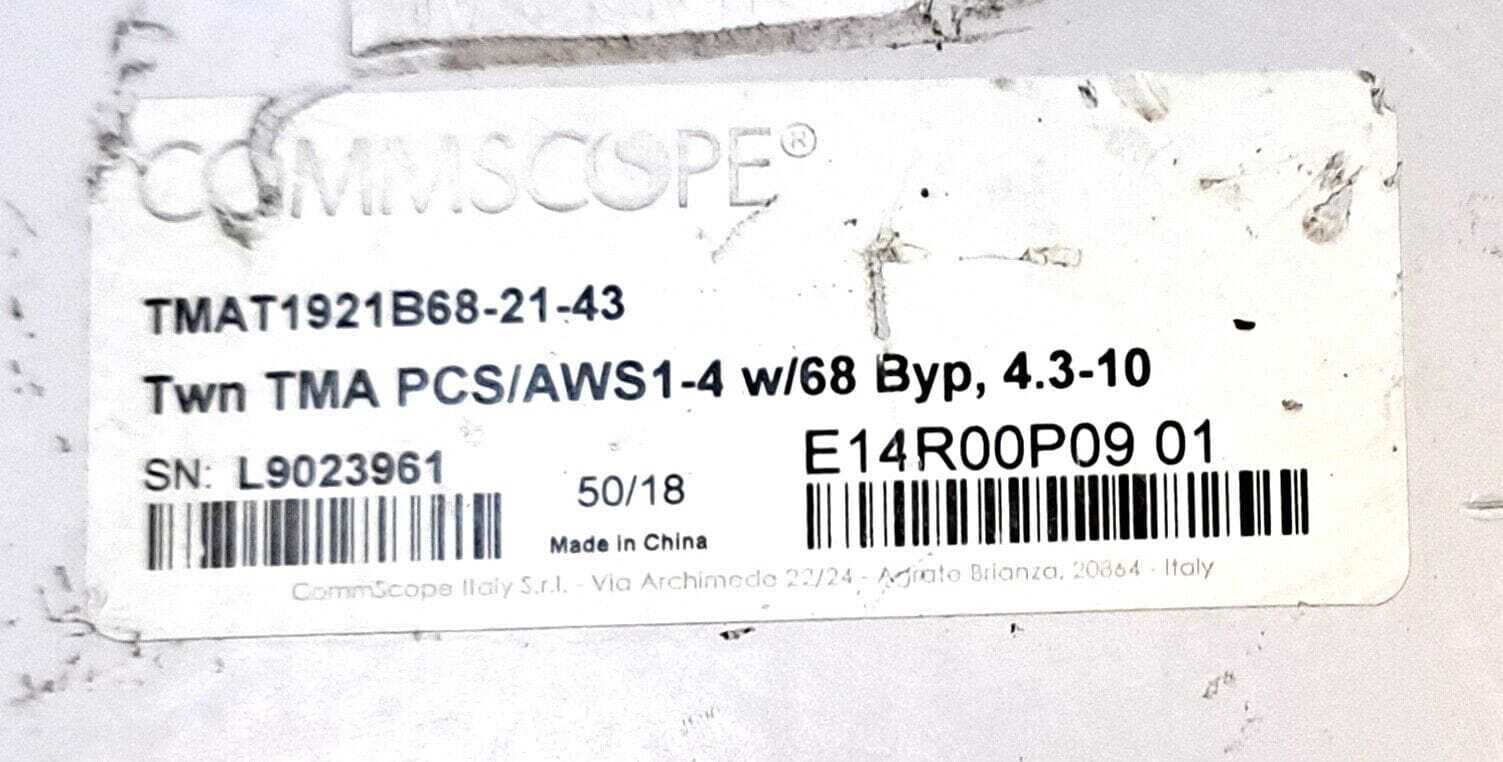 COMMSCOPE®
TMAT1921B68-21-43
Twn TMA PCS/AWS1-4 w/68 Byp, 4.3-10
SN: L9023961
50/18
Made in China
E14R00P09 01
CommScope Italy S.r.l. - Via Archimede 22/24 - Agrate Brianza, 20864 - Italy